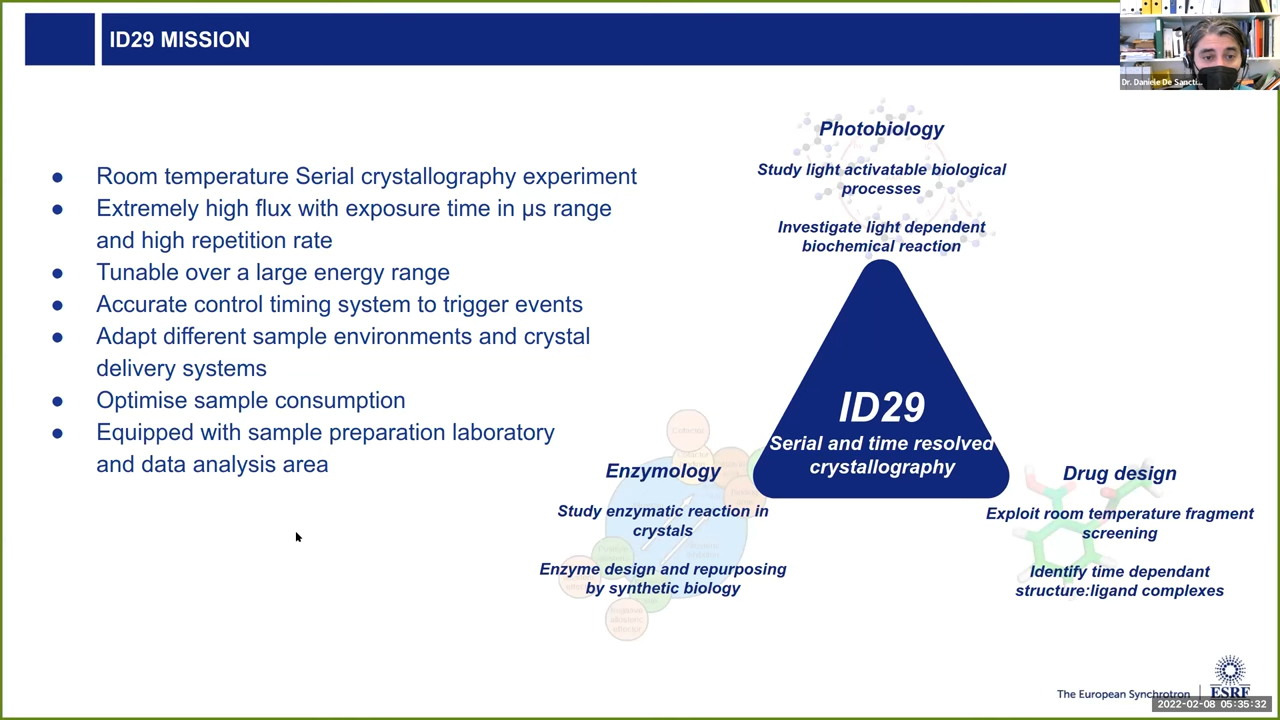 ID29 MISSION
Dr. Daniele De Sancti...
● Room temperature Serial crystallography experiment
● Extremely high flux with exposure time in µs range
and high repetition rate
● Tunable over a large energy range
● Accurate control timing system to trigger events
● Adapt different sample environments and crystal
delivery systems
● Optimise sample consumption
● Equipped with sample preparation laboratory
and data analysis area
Photobiology
Study light activatable biological
processes
Investigate light dependent
biochemical reaction
ID29
Serial and time resolved
crystallography
Enzymology
Study enzymatic reaction in
crystals
Enzyme design and repurposing
by synthetic biology
Negative
allosteric
effector
Drug design
Exploit room temperature fragment
screening
Identify time dependant
structure:ligand complexes
The European Synchrotron
ESRF
2022-02-08 05:35:32